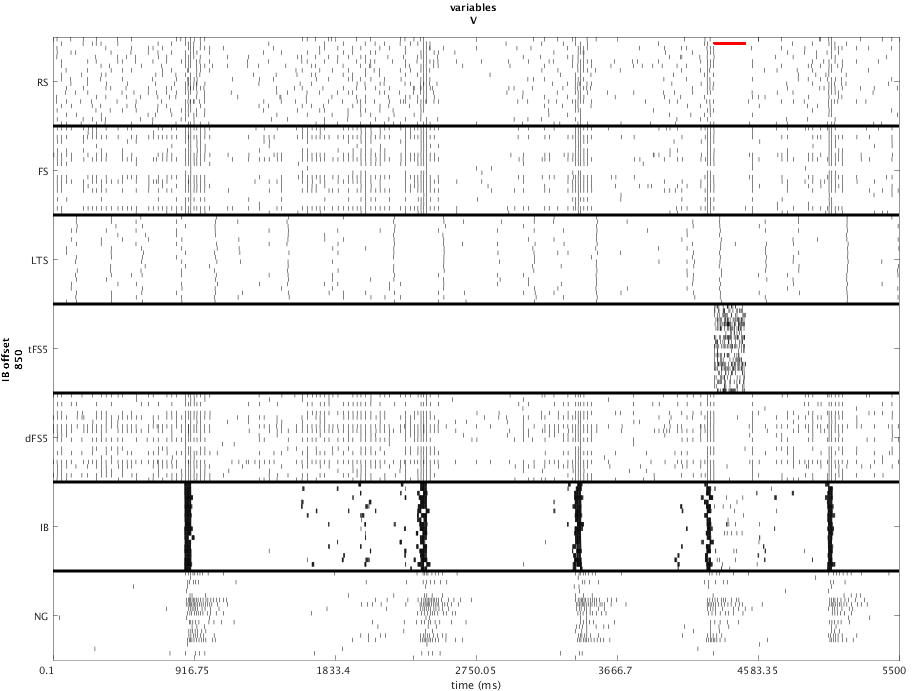 variables
V
RS
FS
LTS
tFS5
IB offset
850
dFS5
IB
NG
0.1
916.75
1833.4
2750.05
3666.7
4583.35
5500
time (ms)